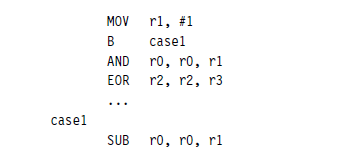 MOV r1, #1
B case1
AND r0, r0, r1
EOR r2, r2, r3
...
case1
SUB r0, r0, r1